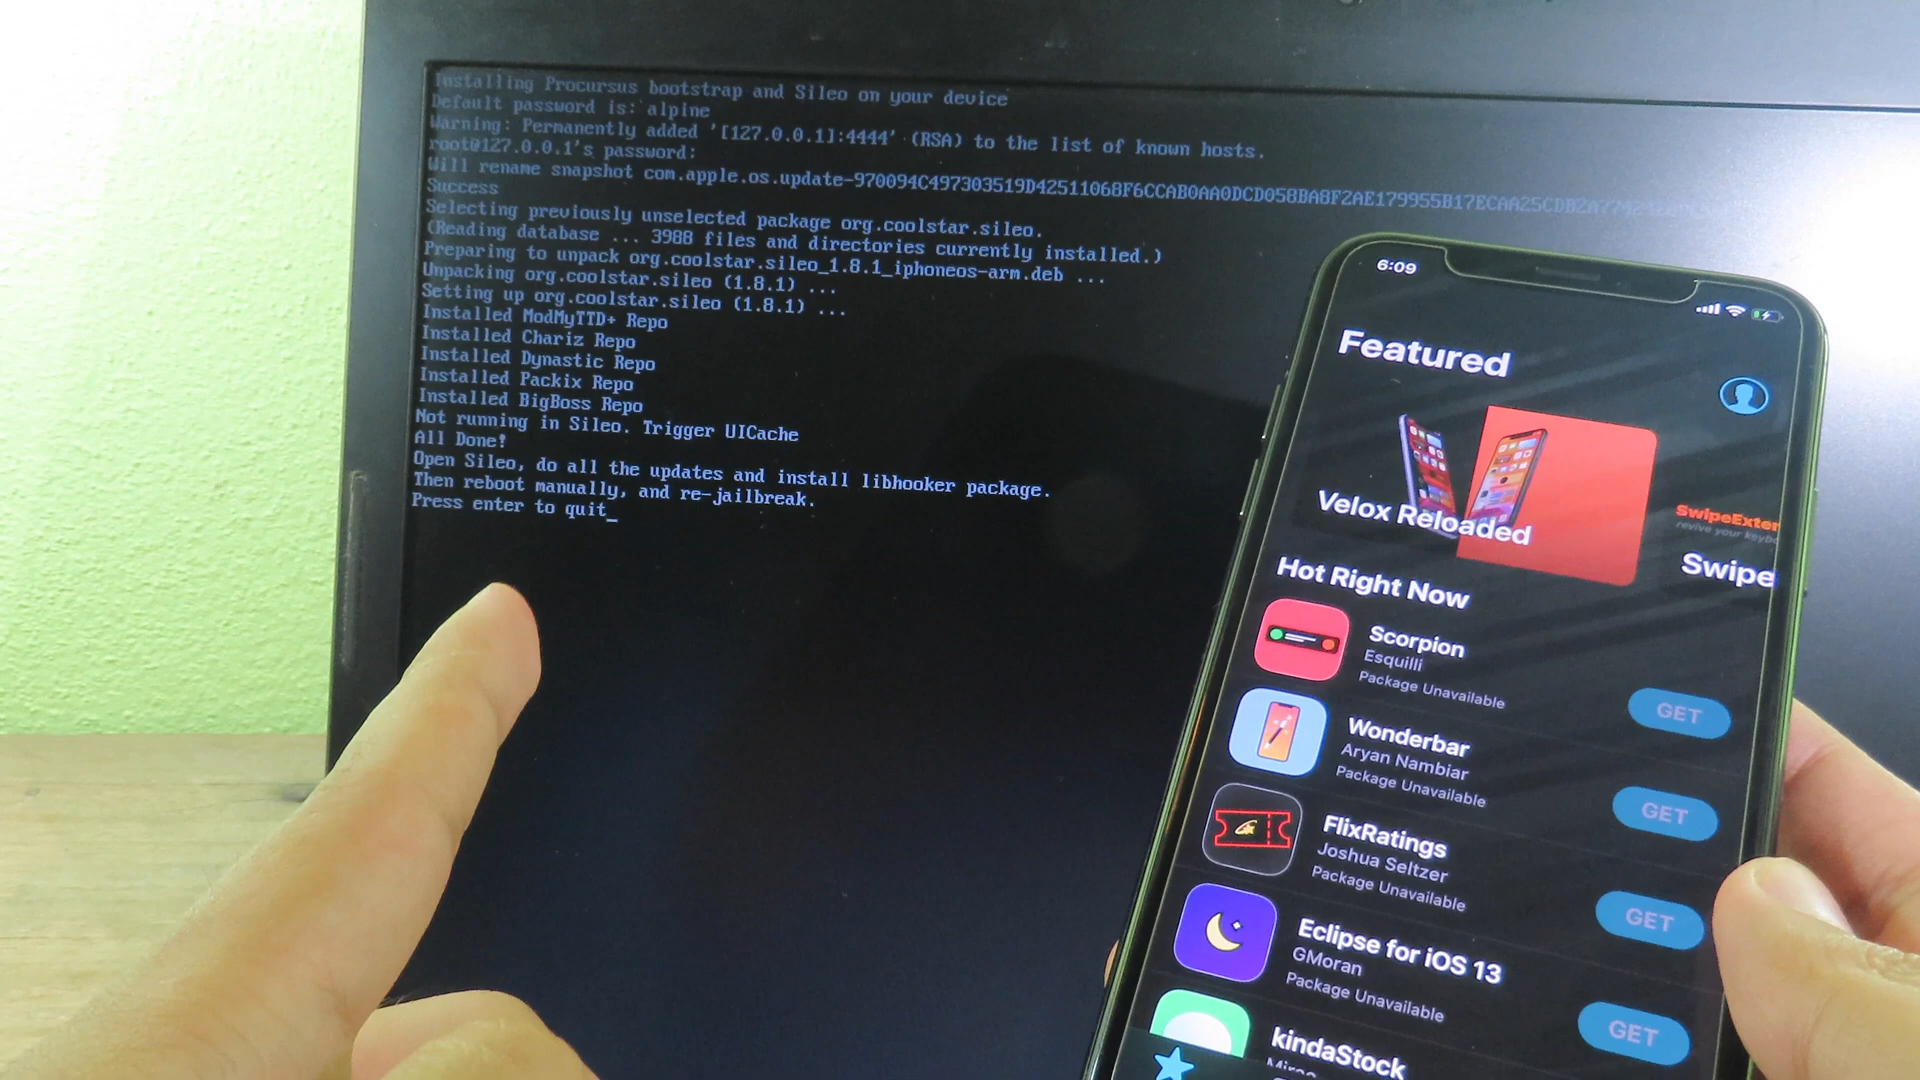 Installing Procursus bootstrap and Sileo on your device
Default password is: alpine
Warning: Permanently added '[127.0.0.1]:4444' (RSA) to the list of known hosts.
root@127.0.0.1's password:
Will rename snapshot
Success
Selecting previously unselected package org.coolstar.sileo.
(Reading database ... 3988 files and directories currently installed.)
Preparing to unpack org.coolstar.sileo_1.8.1_iphoneos-arm.deb ...
Unpacking org.coolstar.sileo (1.8.1) ...
Setting up org.coolstar.sileo (1.8.1) ...
Installed ModMyTTD+ Repo
Installed Chariz Repo
Installed Dynastic Repo
Installed Packix Repo
Installed BigBoss Repo
Not running in Sileo. Trigger UICache
All Done!
Open Sileo, do all the updates and install libhooker package.
Then reboot manually, and re-jailbreak.
Press enter to quit_
6:09
Featured
Velox Reloaded
SwipeExten
revive your keybo
Swipe
Hot Right Now
Scorpion
Esquilli
Package Unavailable
GET
Wonderbar
Aryan Nambiar
Package Unavailable
GET
FlixRatings
Joshua Seltzer
Package Unavailable
GET
Eclipse for iOS 13
GMoran
Package Unavailable
GET
kindaStock